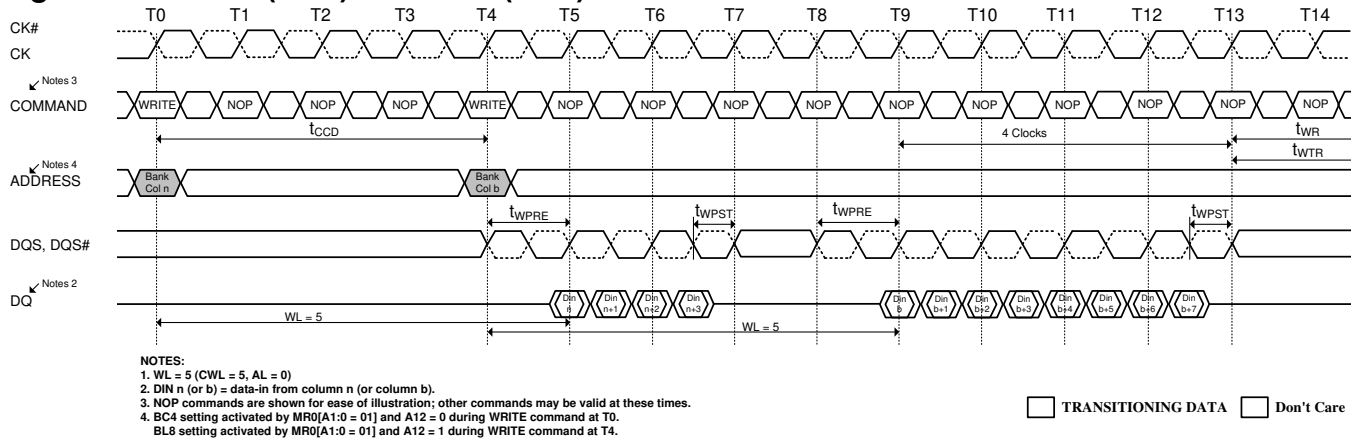 T0 T1 T2 T3 T4 T5 T6 T7 T8 T9 T10 T11 T12 T13 T14
CK#
CK
Notes 3
COMMAND
WRITE NOP NOP NOP WRITE NOP NOP NOP NOP NOP NOP NOP NOP NOP NOP
tCCD
4 Clocks
tWR
tWTR
Notes 4
ADDRESS
Bank
Col n
Bank
Col b
tWPRE
tWPST
tWPRE
tWPST
DQS, DQS#
Notes 2
DQ
Din
n
Din
n+1
Din
n+2
Din
n+3
Din
b
Din
b+1
Din
b+2
Din
b+3
Din
b+4
Din
b+5
Din
b+6
Din
b+7
WL = 5
WL = 5
NOTES:
1. WL = 5 (CWL = 5, AL = 0)
2. DIN n (or b) = data-in from column n (or column b).
3. NOP commands are shown for ease of illustration; other commands may be valid at these times.
4. BC4 setting activated by MR0[A1:0 = 01] and A12 = 0 during WRITE command at T0.
BL8 setting activated by MR0[A1:0 = 01] and A12 = 1 during WRITE command at T4.
TRANSITIONING DATA
Don't Care